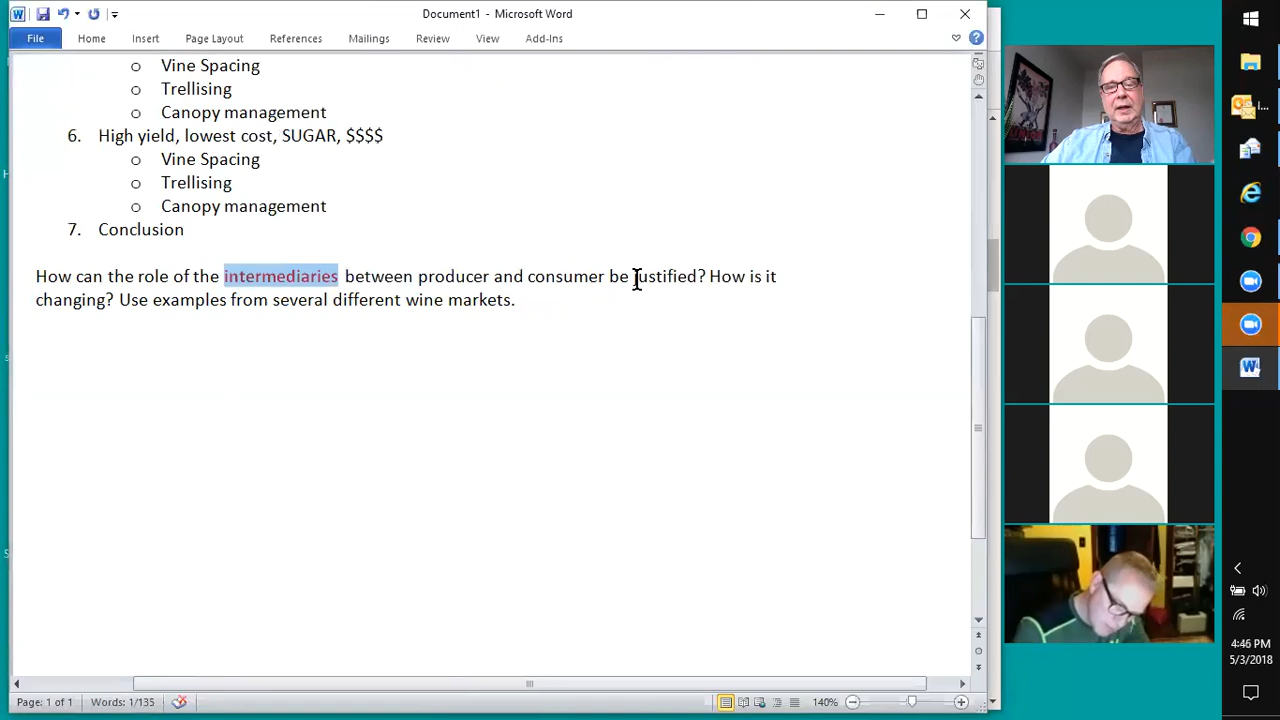 Document1 - Microsoft Word
File Home Insert Page Layout References Mailings Review View Add-Ins
o Vine Spacing
o Trellising
o Canopy management
6. High yield, lowest cost, SUGAR, $$$$
o Vine Spacing
o Trellising
o Canopy management
7. Conclusion
How can the role of the intermediaries between producer and consumer be justified? How is it
changing? Use examples from several different wine markets.
Page: 1 of 1 Words: 1/135 140%
4:46 PM
5/3/2018